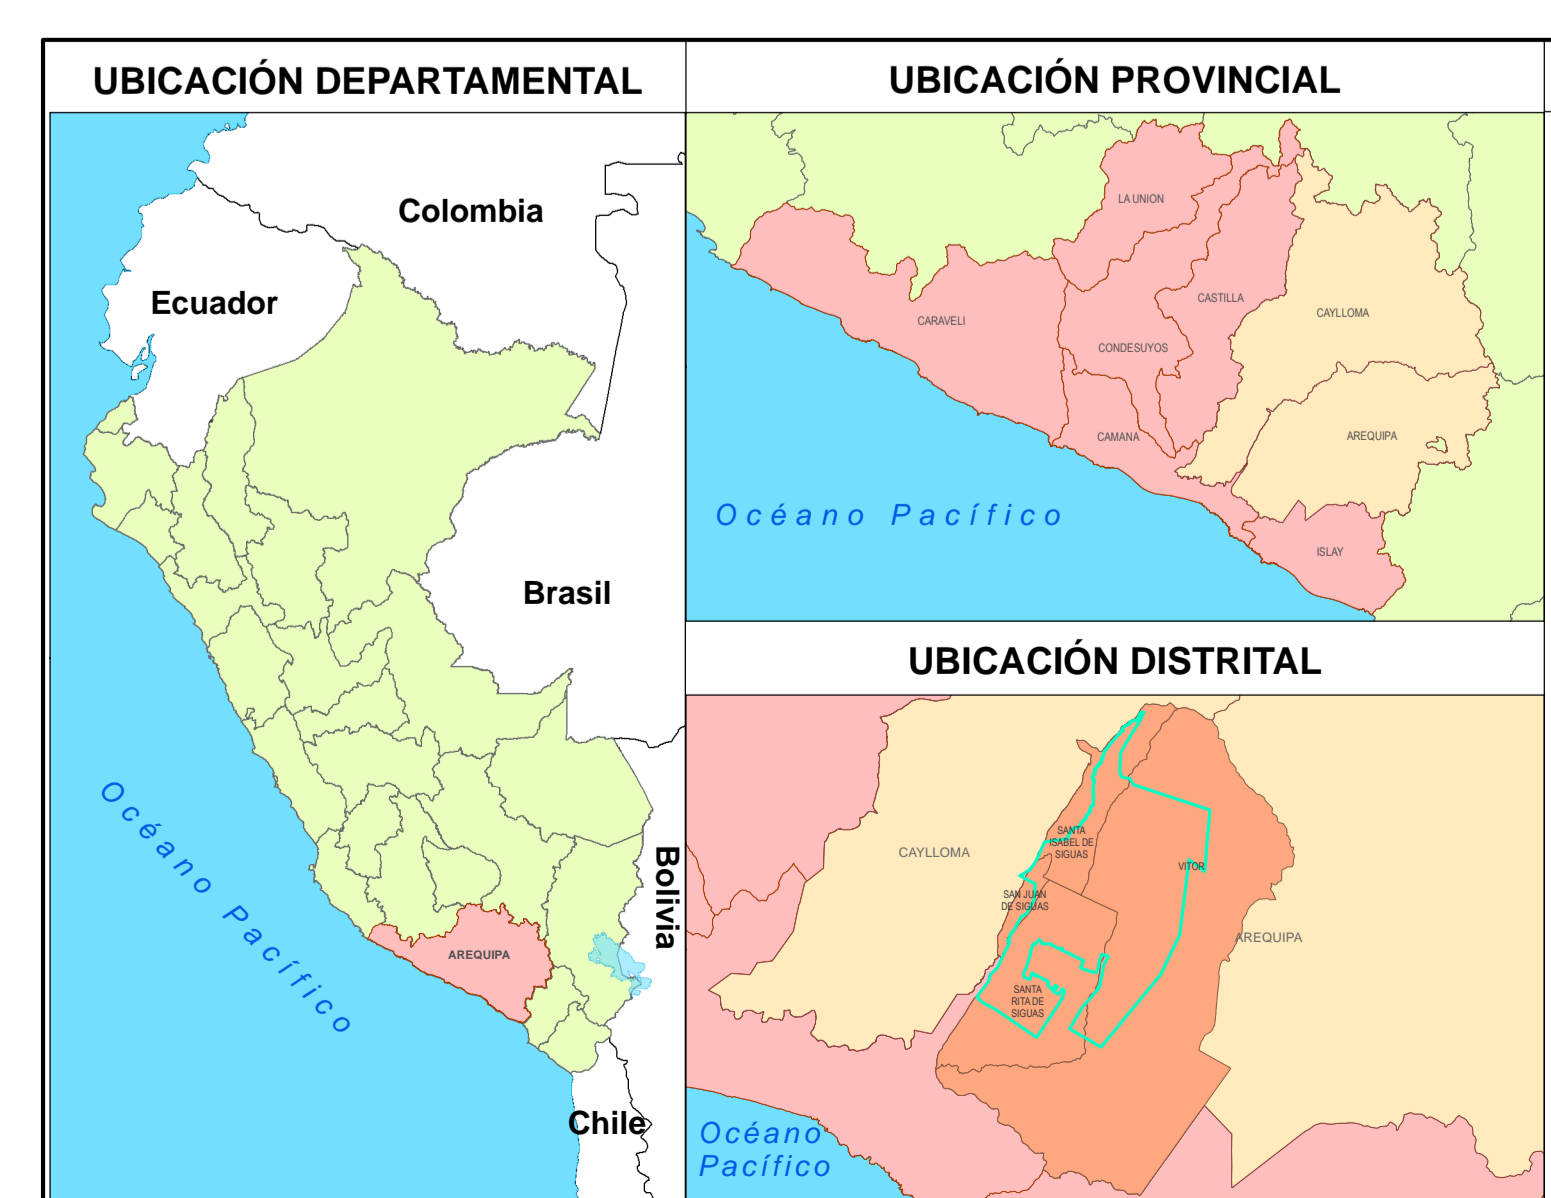 UBICACIÓN DEPARTAMENTAL
Colombia
Ecuador
Brasil
Océano Pacífico
Bolivia
AREQUIPA
Chile
UBICACIÓN PROVINCIAL
LA UNION
CASTILLA
CAYLLOMA
CARAVELI
CONDESUYOS
CAMANA
AREQUIPA
Océano Pacífico
ISLAY
UBICACIÓN DISTRITAL
SANTA
ISABEL DE
SIGUAS
CAYLLOMA
VITOR
SAN JUAN
DE SIGUAS
AREQUIPA
SANTA
RITA DE
SIGUAS
Océano
Pacífico